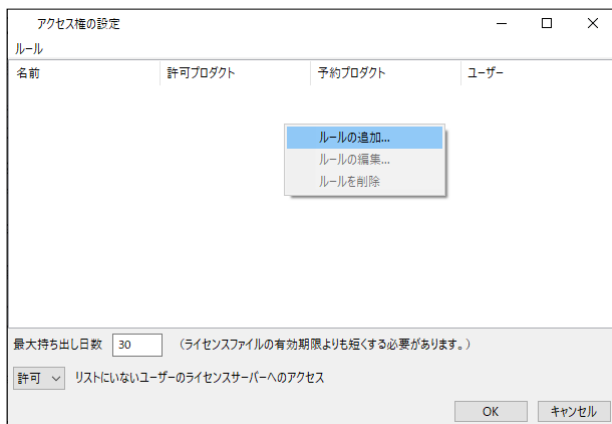 アクセス権の設定
ルール
名前 許可プロダクト 予約プロダクト ユーザー
ルールの追加...
ルールの編集...
ルールを削除
最大持ち出し日数 30 （ライセンスファイルの有効期限よりも短くする必要があります。）
許可 リストにいないユーザーのライセンスサーバーへのアクセス
OK キャンセル